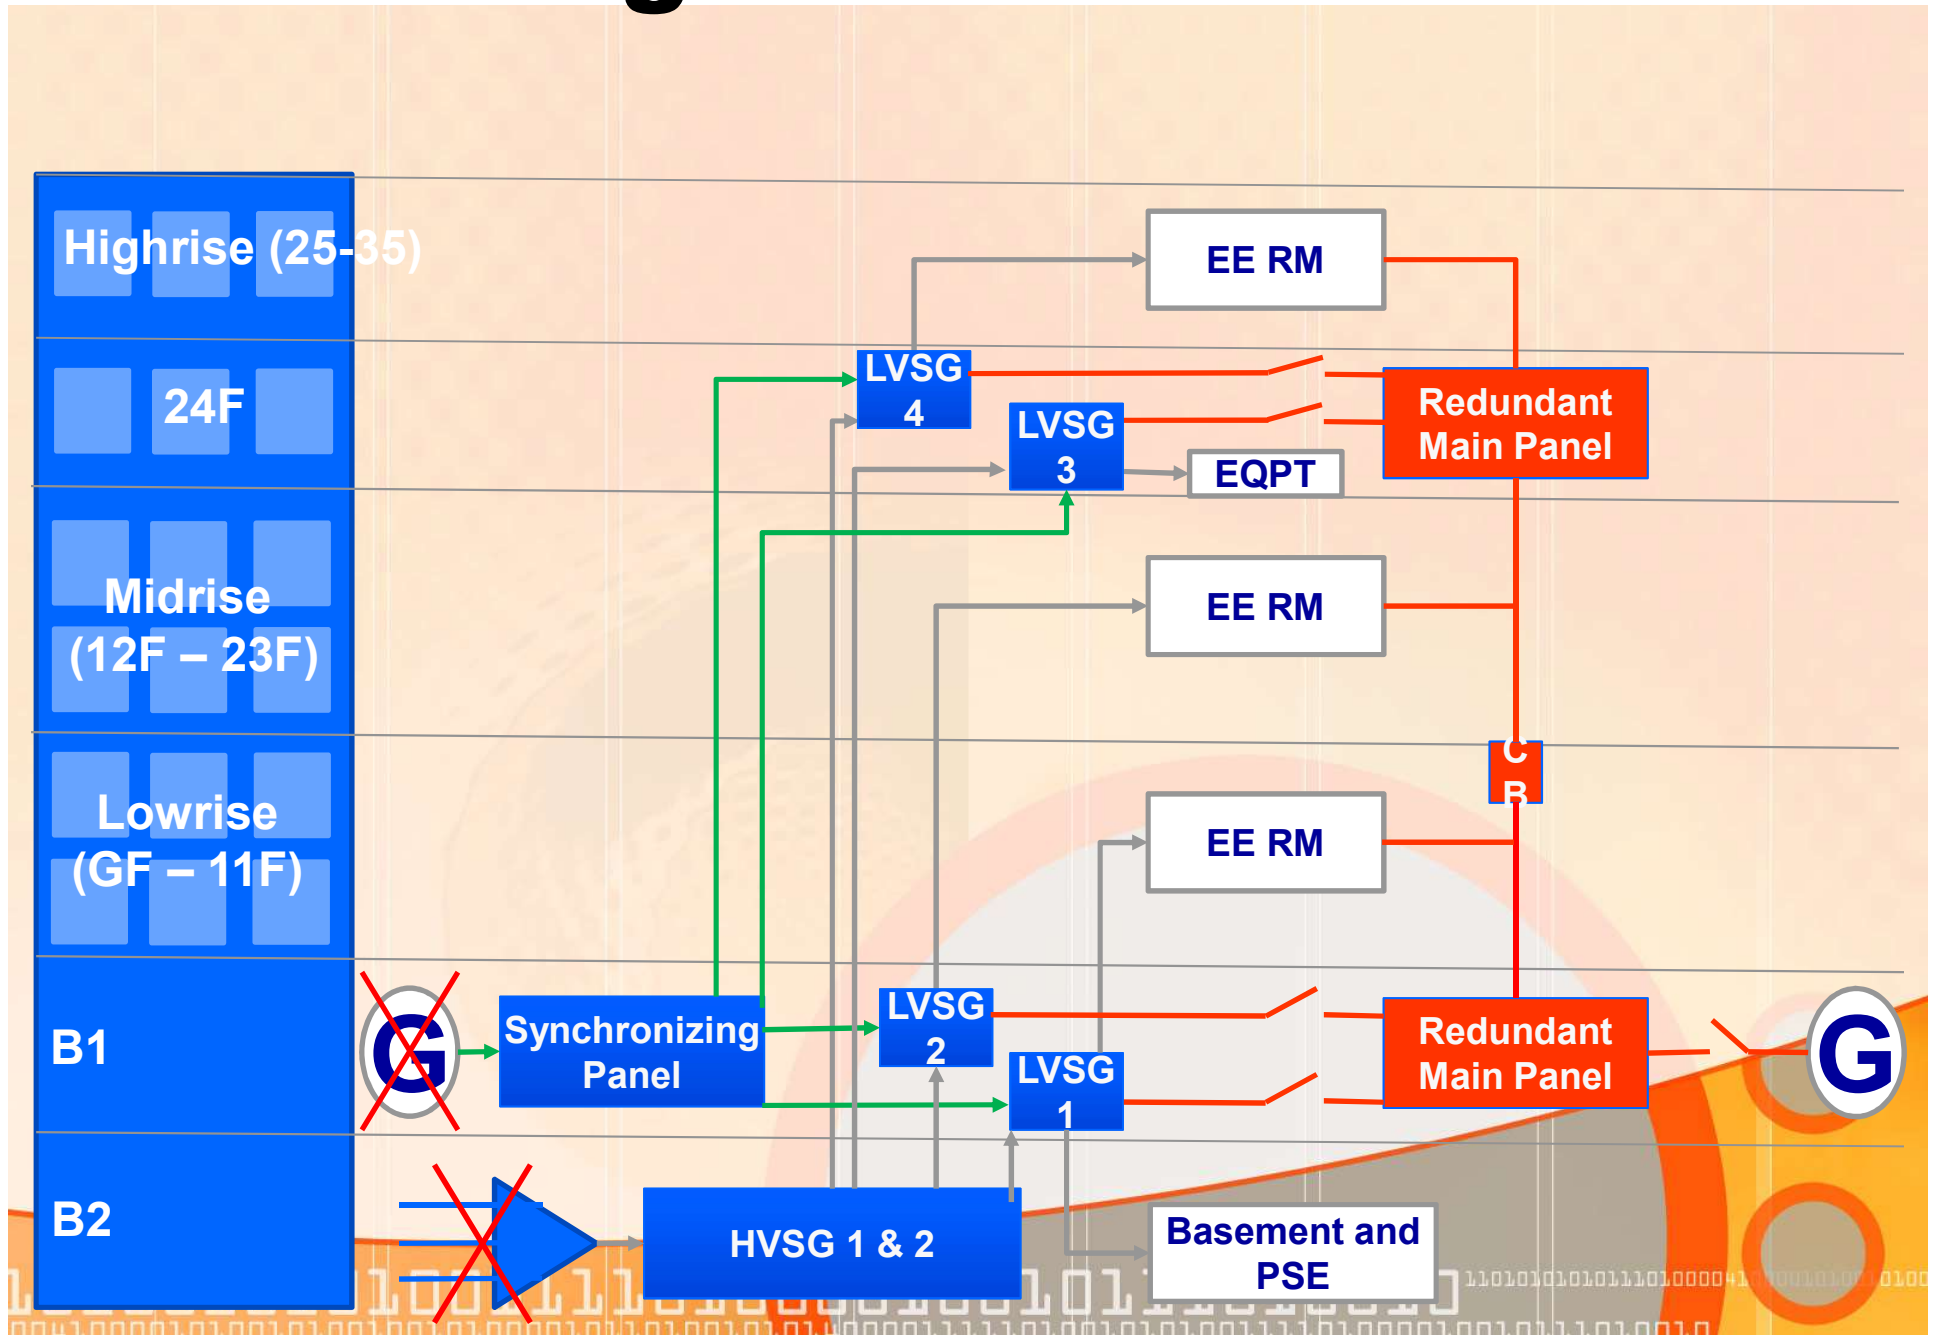 Highrise (25-35)
EE RM
LVSG
4
24F
Redundant
Main Panel
LVSG
3
EQPT
Midrise
(12F – 23F)
EE RM
C
B
Lowrise
(GF – 11F)
EE RM
B1
G
Synchronizing
Panel
LVSG
2
LVSG
1
Redundant
Main Panel
G
B2
HVSG 1 & 2
Basement and
PSE